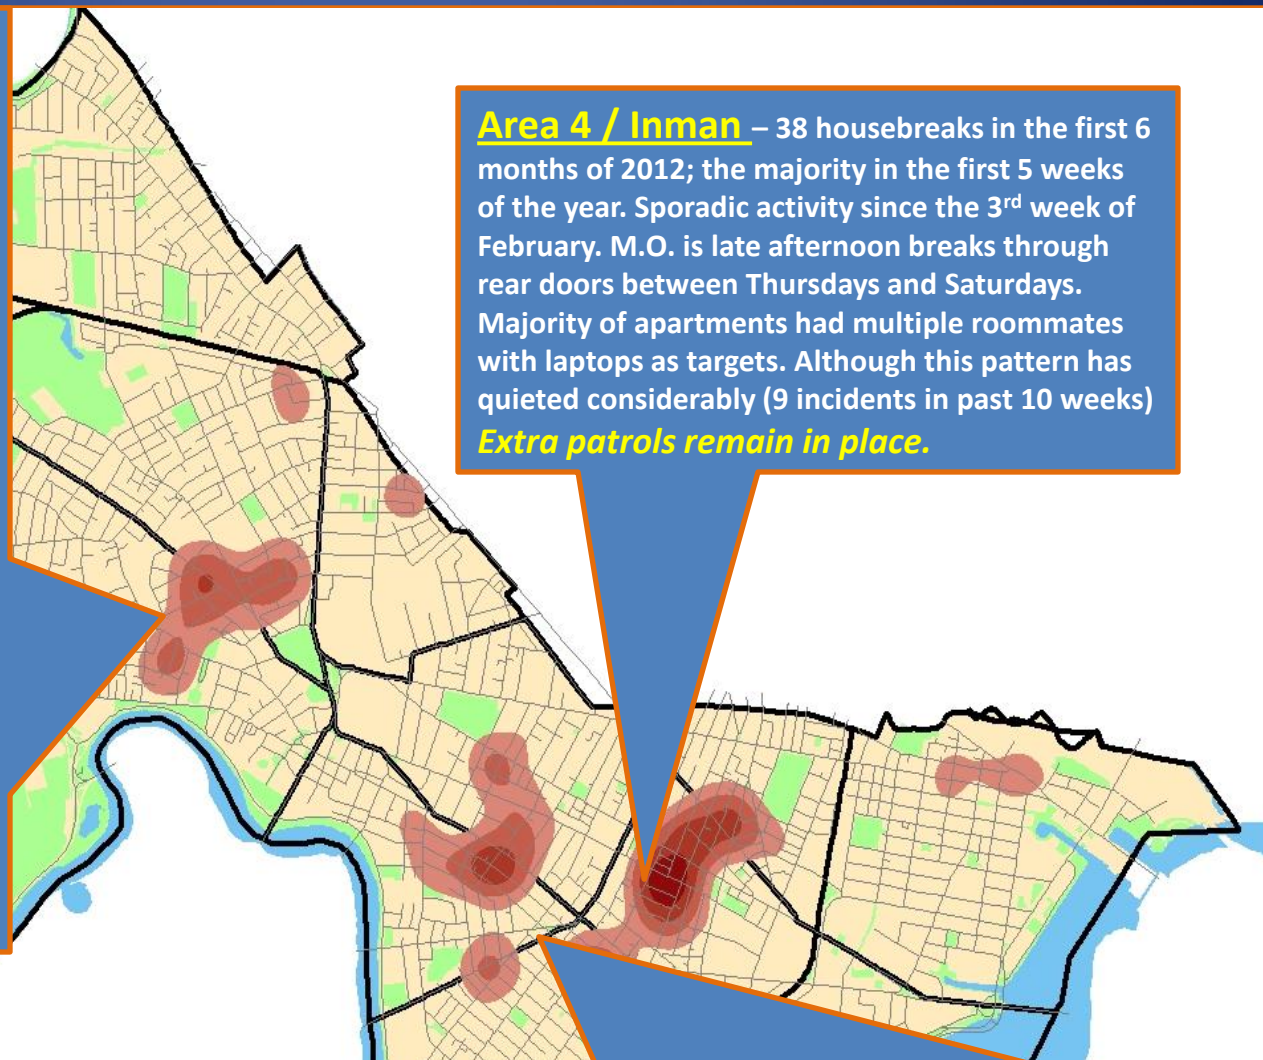 Area 4 / Inman – 38 housebreaks in the first 6
months of 2012; the majority in the first 5 weeks
of the year. Sporadic activity since the 3rd week of
February. M.O. is late afternoon breaks through
rear doors between Thursdays and Saturdays.
Majority of apartments had multiple roommates
with laptops as targets. Although this pattern has
quieted considerably (9 incidents in past 10 weeks)
Extra patrols remain in place.